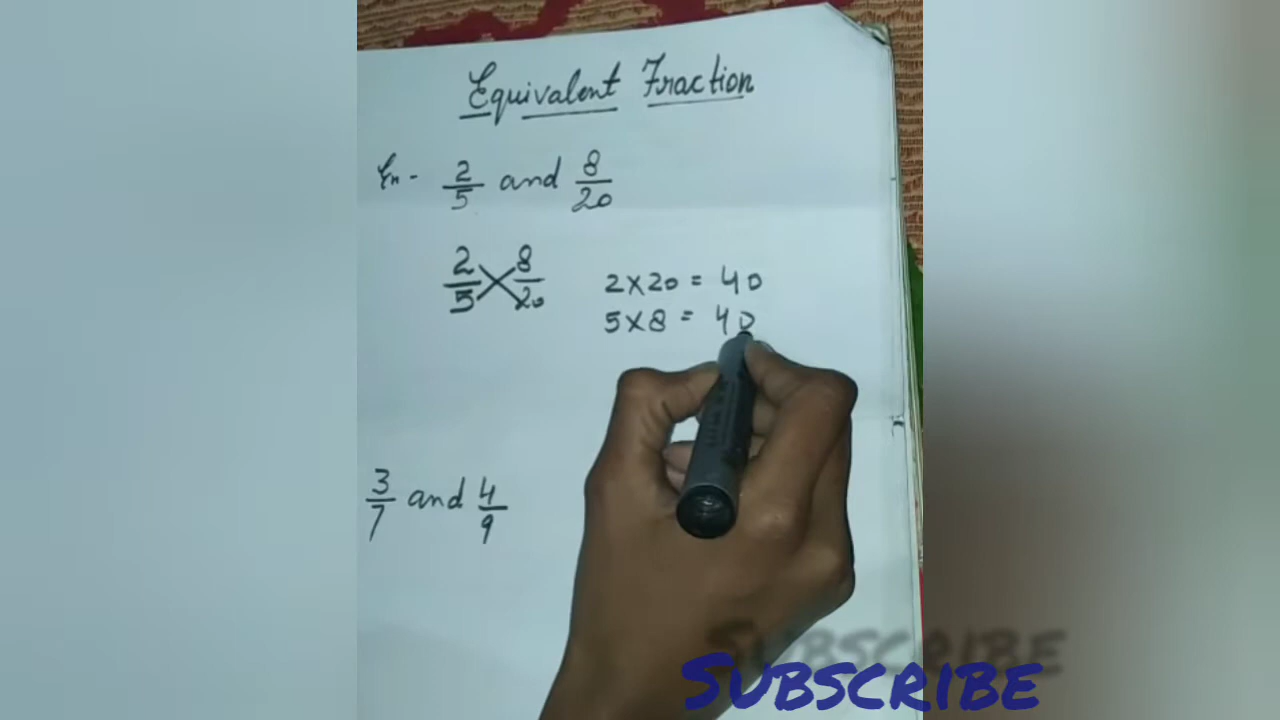 Equivalent Fraction
Ex - 2/5 and 8/20
2/5 × 8/20
2×20 = 40
5×8 = 40
3/7 and 4/9
SUBSCRIBE